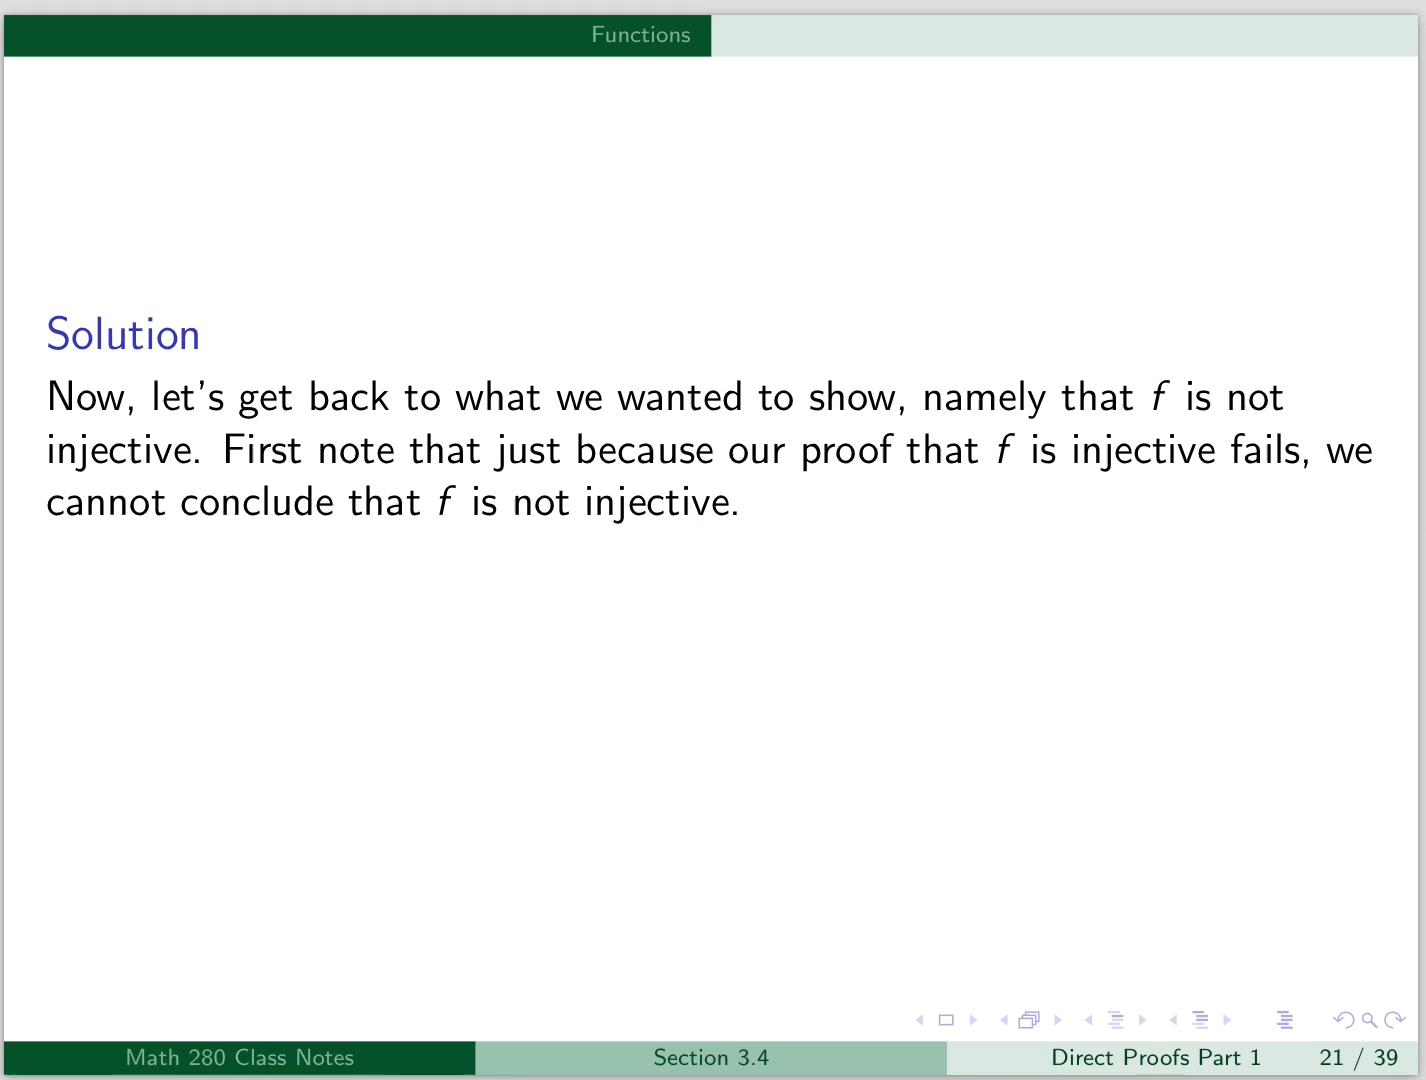 Functions
Solution
Now, let's get back to what we wanted to show, namely that f is not
injective. First note that just because our proof that f is injective fails, we
cannot conclude that f is not injective.
Math 280 Class Notes
Section 3.4
Direct Proofs Part 1
21 / 39